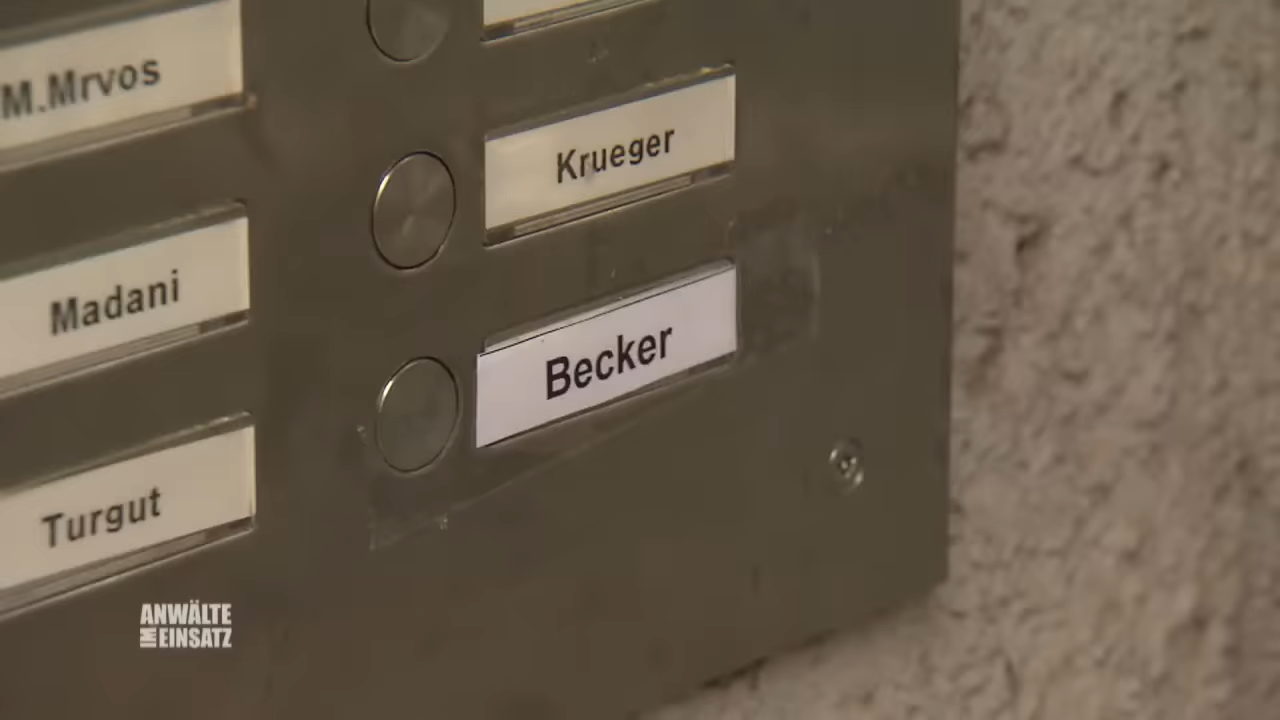 M.Mrvos
Madani
Turgut
Krueger
Becker
ANWÄLTE
IM EINSATZ